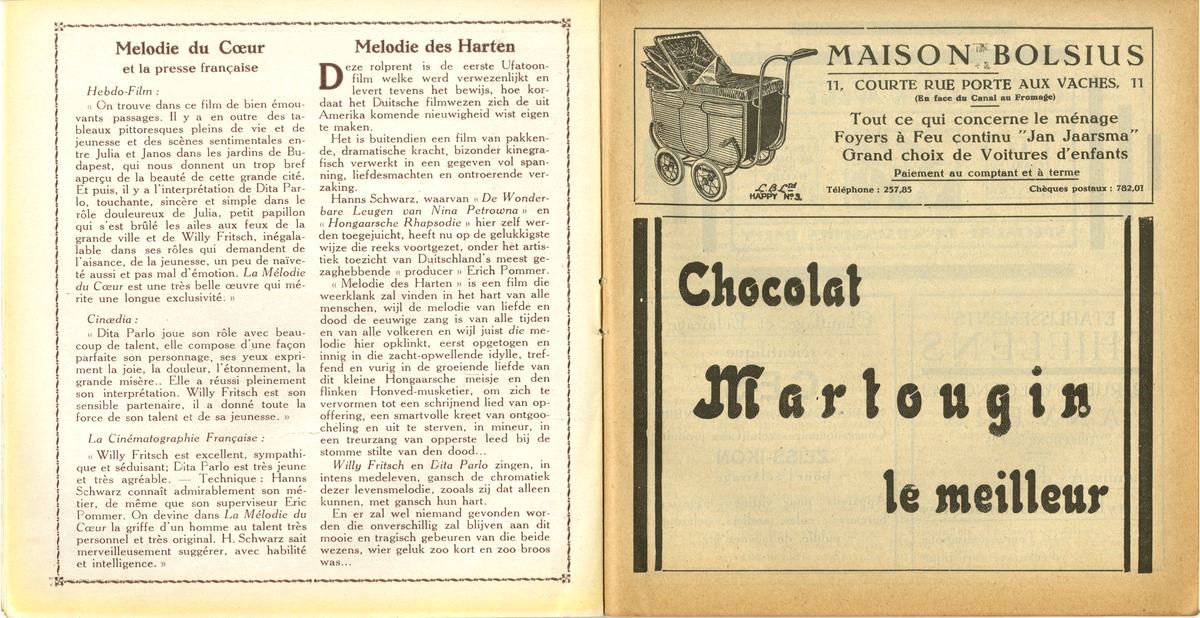 Melodie du Cœur
et la presse française
Hebdo-Film :
« On trouve dans ce film de bien émou-
vants passages. Il y a en outre des ta-
bleaux pittoresques pleins de vie et de
jeunesse et des scènes sentimentales en-
tre Julia et Janos dans les jardins de Bu-
dapest, qui nous donnent un trop bref
aperçu de la beauté de cette grande cité.
Et puis, il y a l'interprétation de Dita Par-
lo, touchante, sincère et simple dans le
rôle douleureux de Julia, petit papillon
qui s'est brûlé les ailes aux feux de la
grande ville et de Willy Fritsch, inégala-
lable dans ses rôles qui demandent de
l'aisance, de la jeunesse, un peu de naïve-
té aussi et pas mal d'émotion. La Mélodie
du Cœur est une très belle œuvre qui mé-
rite une longue exclusivité. »
Cinœdia :
« Dita Parlo joue son rôle avec beau-
coup de talent, elle compose d'une façon
parfaite son personnage, ses yeux expri-
ment la joie, la douleur, l'étonnement, la
grande misère.. Elle a réussi pleinement
son interprétation. Willy Fritsch est son
sensible partenaire, il a donné toute la
force de son talent et de sa jeunesse. »
La Cinématographie Française :
« Willy Fritsch est excellent, sympathi-
que et séduisant; Dita Parlo est très jeune
et très agréable. — Technique : Hanns
Schwarz connaît admirablement son mé-
tier, de même que son superviseur Eric
Pommer. On devine dans La Mélodie du
Cœur la griffe d'un homme au talent très
personnel et très original. H. Schwarz sait
merveilleusement suggérer, avec habilité
et intelligence. »
Melodie des Harten
Deze rolprent is de eerste Ufatoon-
film welke werd verwezenlijkt en
levert tevens het bewijs, hoe kor-
daat het Duitsche filmwezen zich de uit
Amerika komende nieuwigheid wist eigen
te maken.
Het is buitendien een film van pakken-
de, dramatische kracht, bizonder kinegra-
fisch verwerkt in een gegeven vol span-
ning, liefdesmachten en ontroerende ver-
zaking.
Hanns Schwarz, waarvan « De Wonder-
bare Leugen van Nina Petrowna » en
« Hongaarsche Rhapsodie » hier zelf wer-
den toegejuicht, heeft nu op de gelukkigste
wijze die reeks voortgezet, onder het artis-
tiek toezicht van Duitschland's meest ge-
zaghebbende « producer » Erich Pommer.
« Melodie des Harten » is een film die
weerklank zal vinden in het hart van alle
menschen, wijl de melodie van liefde en
dood de eeuwige zang is van alle tijden
en van alle volkeren en wijl juist die me-
lodie hier opklinkt, eerst opgetogen en
innig in de zacht-opwellende idylle, tref-
fend en vurig in de groeiende liefde van
dit kleine Hongaarsche meisje en den
flinken Honved-musketier, om zich te
vervormen tot een schrijnend lied van op-
offering, een smartvolle kreet van ontgoo-
cheling en uit te sterven, in mineur, in
een treurzang van opperste leed bij de
stomme stilte van den dood...
Willy Fritsch en Dita Parlo zingen, in
intens medeleven, gansch de chromatiek
dezer levensmelodie, zooals zij dat alleen
kunnen, met gansch hun hart.
En er zal wel niemand gevonden wor-
den die onverschillig zal blijven aan dit
mooie en tragisch gebeuren van die beide
wezens, wier geluk zoo kort en zoo broos
was...
L.B.Ltd
HAPPY No 3.
MAISON BOLSIUS
11, COURTE RUE PORTE AUX VACHES, 11
(En face du Canal au Fromage)
Tout ce qui concerne le ménage
Foyers à Feu continu "Jan Jaarsma"
Grand choix de Voitures d'enfants
Paiement au comptant et à terme
Téléphone : 257,85 Chèques postaux : 782,01
Chocolat
Martougin
le meilleur